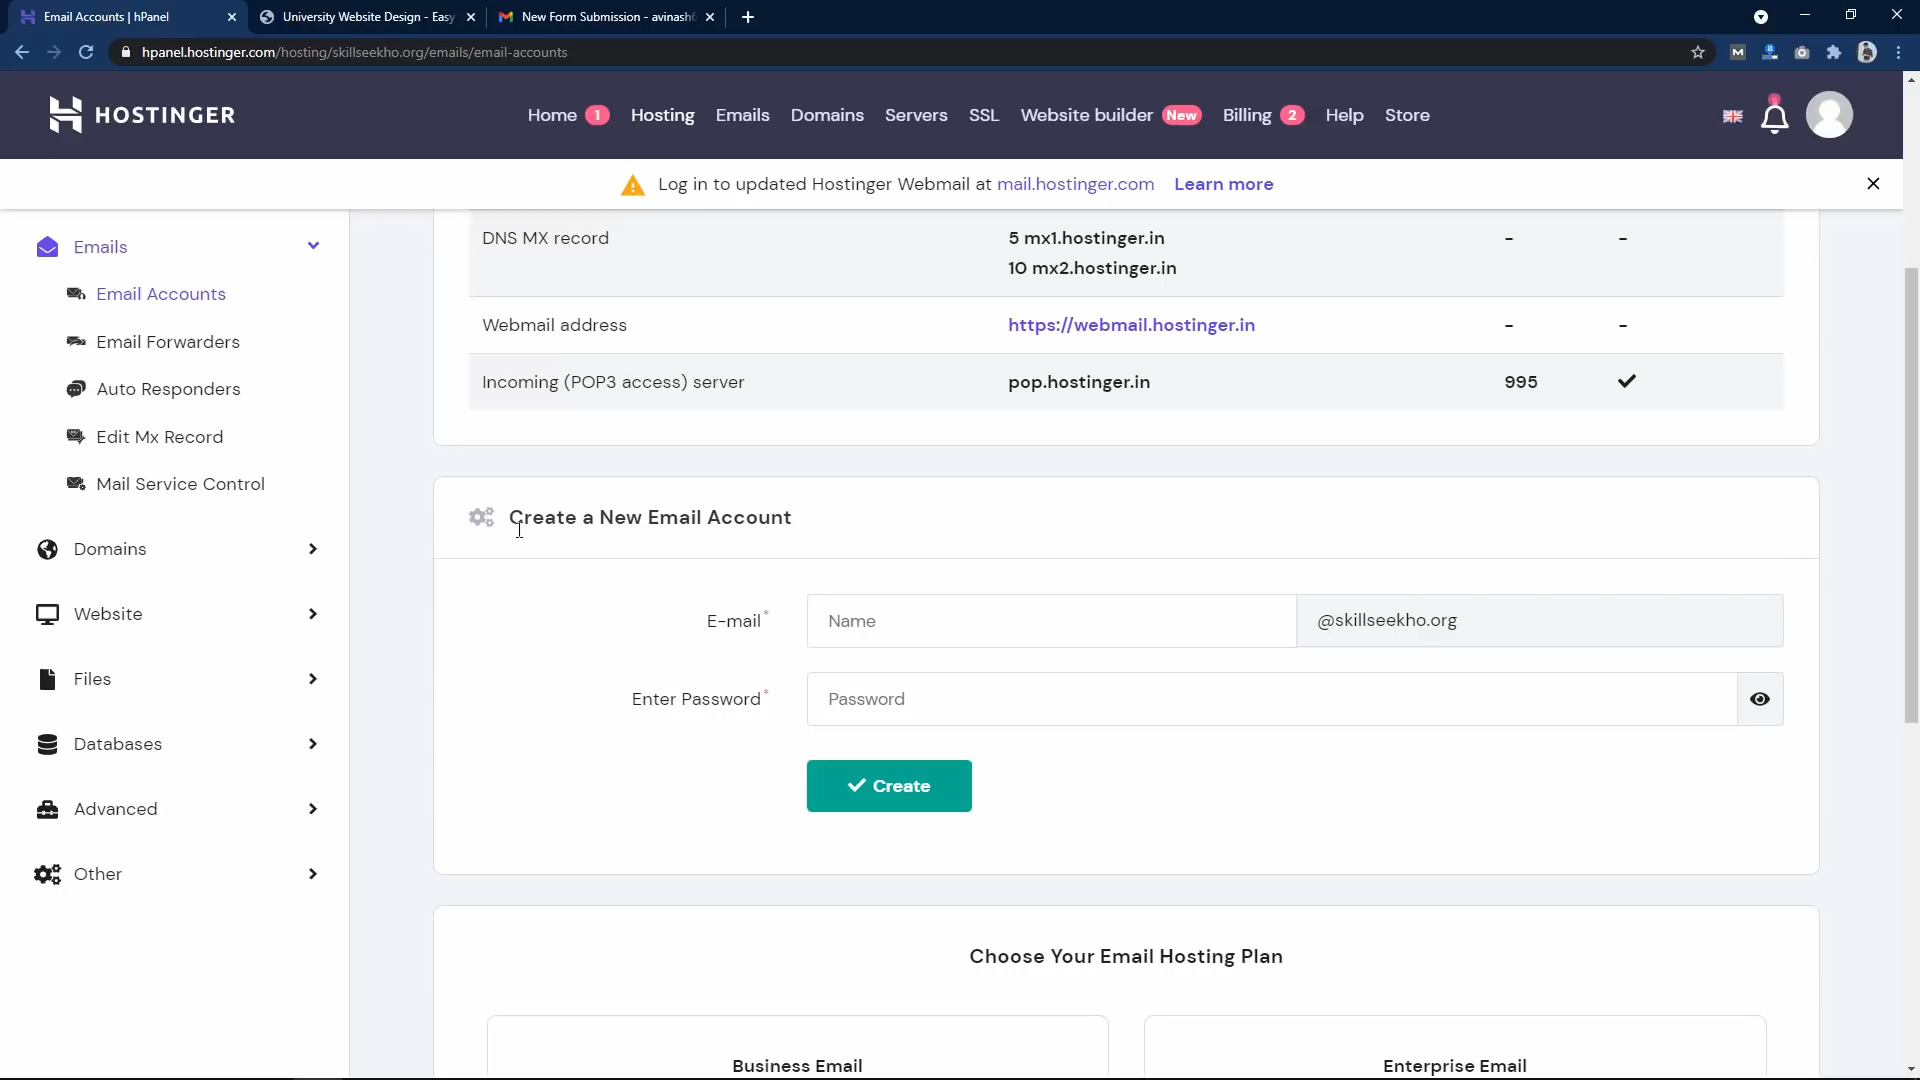 Email Accounts | hPanel
University Website Design - Easy
New Form Submission - avinash
hpanel.hostinger.com/hosting/skillseekho.org/emails/email-accounts
HOSTINGER
Home 1 Hosting Emails Domains Servers SSL Website builder New Billing 2 Help Store
Log in to updated Hostinger Webmail at mail.hostinger.com Learn more
Emails
Email Accounts
Email Forwarders
Auto Responders
Edit Mx Record
Mail Service Control
Domains
Website
Files
Databases
Advanced
Other
DNS MX record 5 mx1.hostinger.in - -
10 mx2.hostinger.in
Webmail address https://webmail.hostinger.in - -
Incoming (POP3 access) server pop.hostinger.in 995
Create a New Email Account
E-mail* Name @skillseekho.org
Enter Password* Password
Create
Choose Your Email Hosting Plan
Business Email Enterprise Email